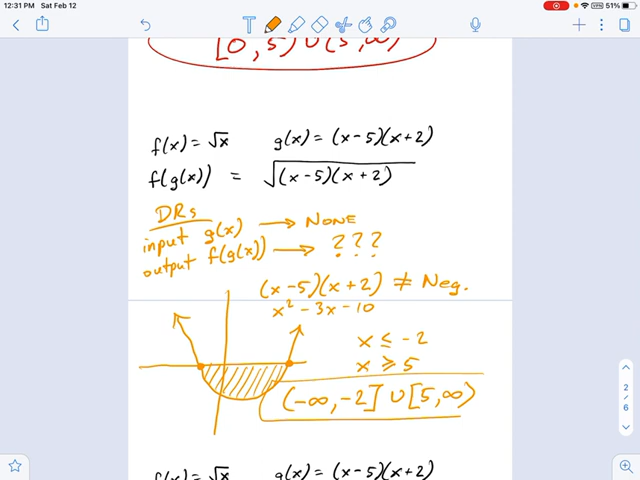 12:31 PM Sat Feb 12
VPN 51%
[0, 5) ∪ (5, ∞)
f(x) = √x g(x) = (x-5)(x+2)
f(g(x)) = √(x-5)(x+2)
DRs
input g(x) → NONE
output f(g(x)) → ???
(x-5)(x+2) ≠ Neg.
x² - 3x - 10
x ≤ -2
x ≥ 5
(-∞, -2] ∪ [5, ∞)
2
/
6
f(x) = √x g(x) = (x-5)(x+2)